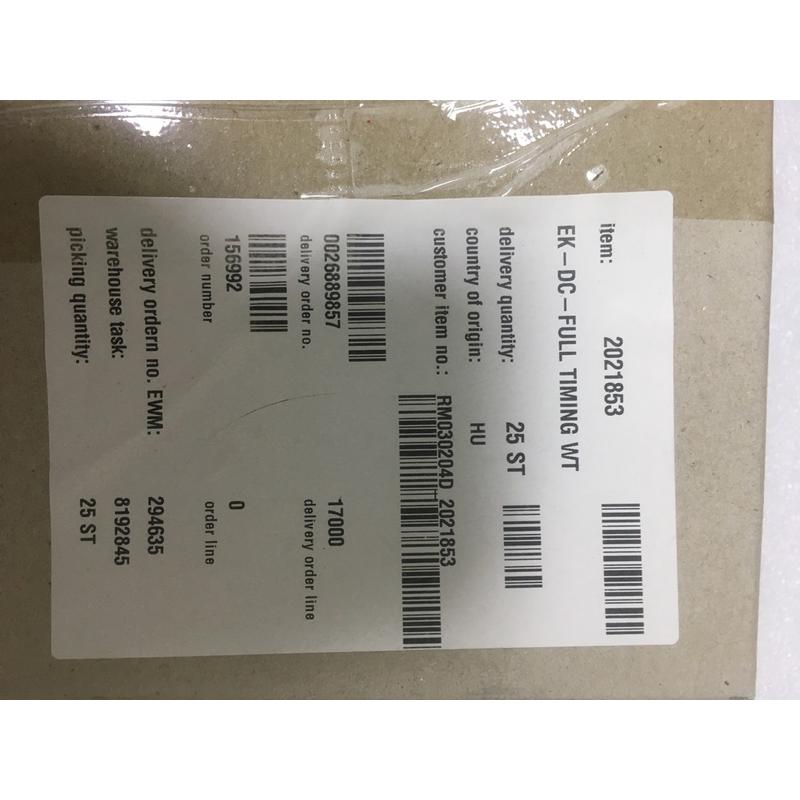 item: 2021853
EK-DC-FULL TIMING WT
delivery quantity: 25 ST
country of origin: HU
customer item no.: RM030204D 2021853
0026889857 17000
delivery order no. delivery order line
156992 0
order number order line
delivery ordern no. EWM: 294635
warehouse task: 8192845
picking quantity: 25 ST